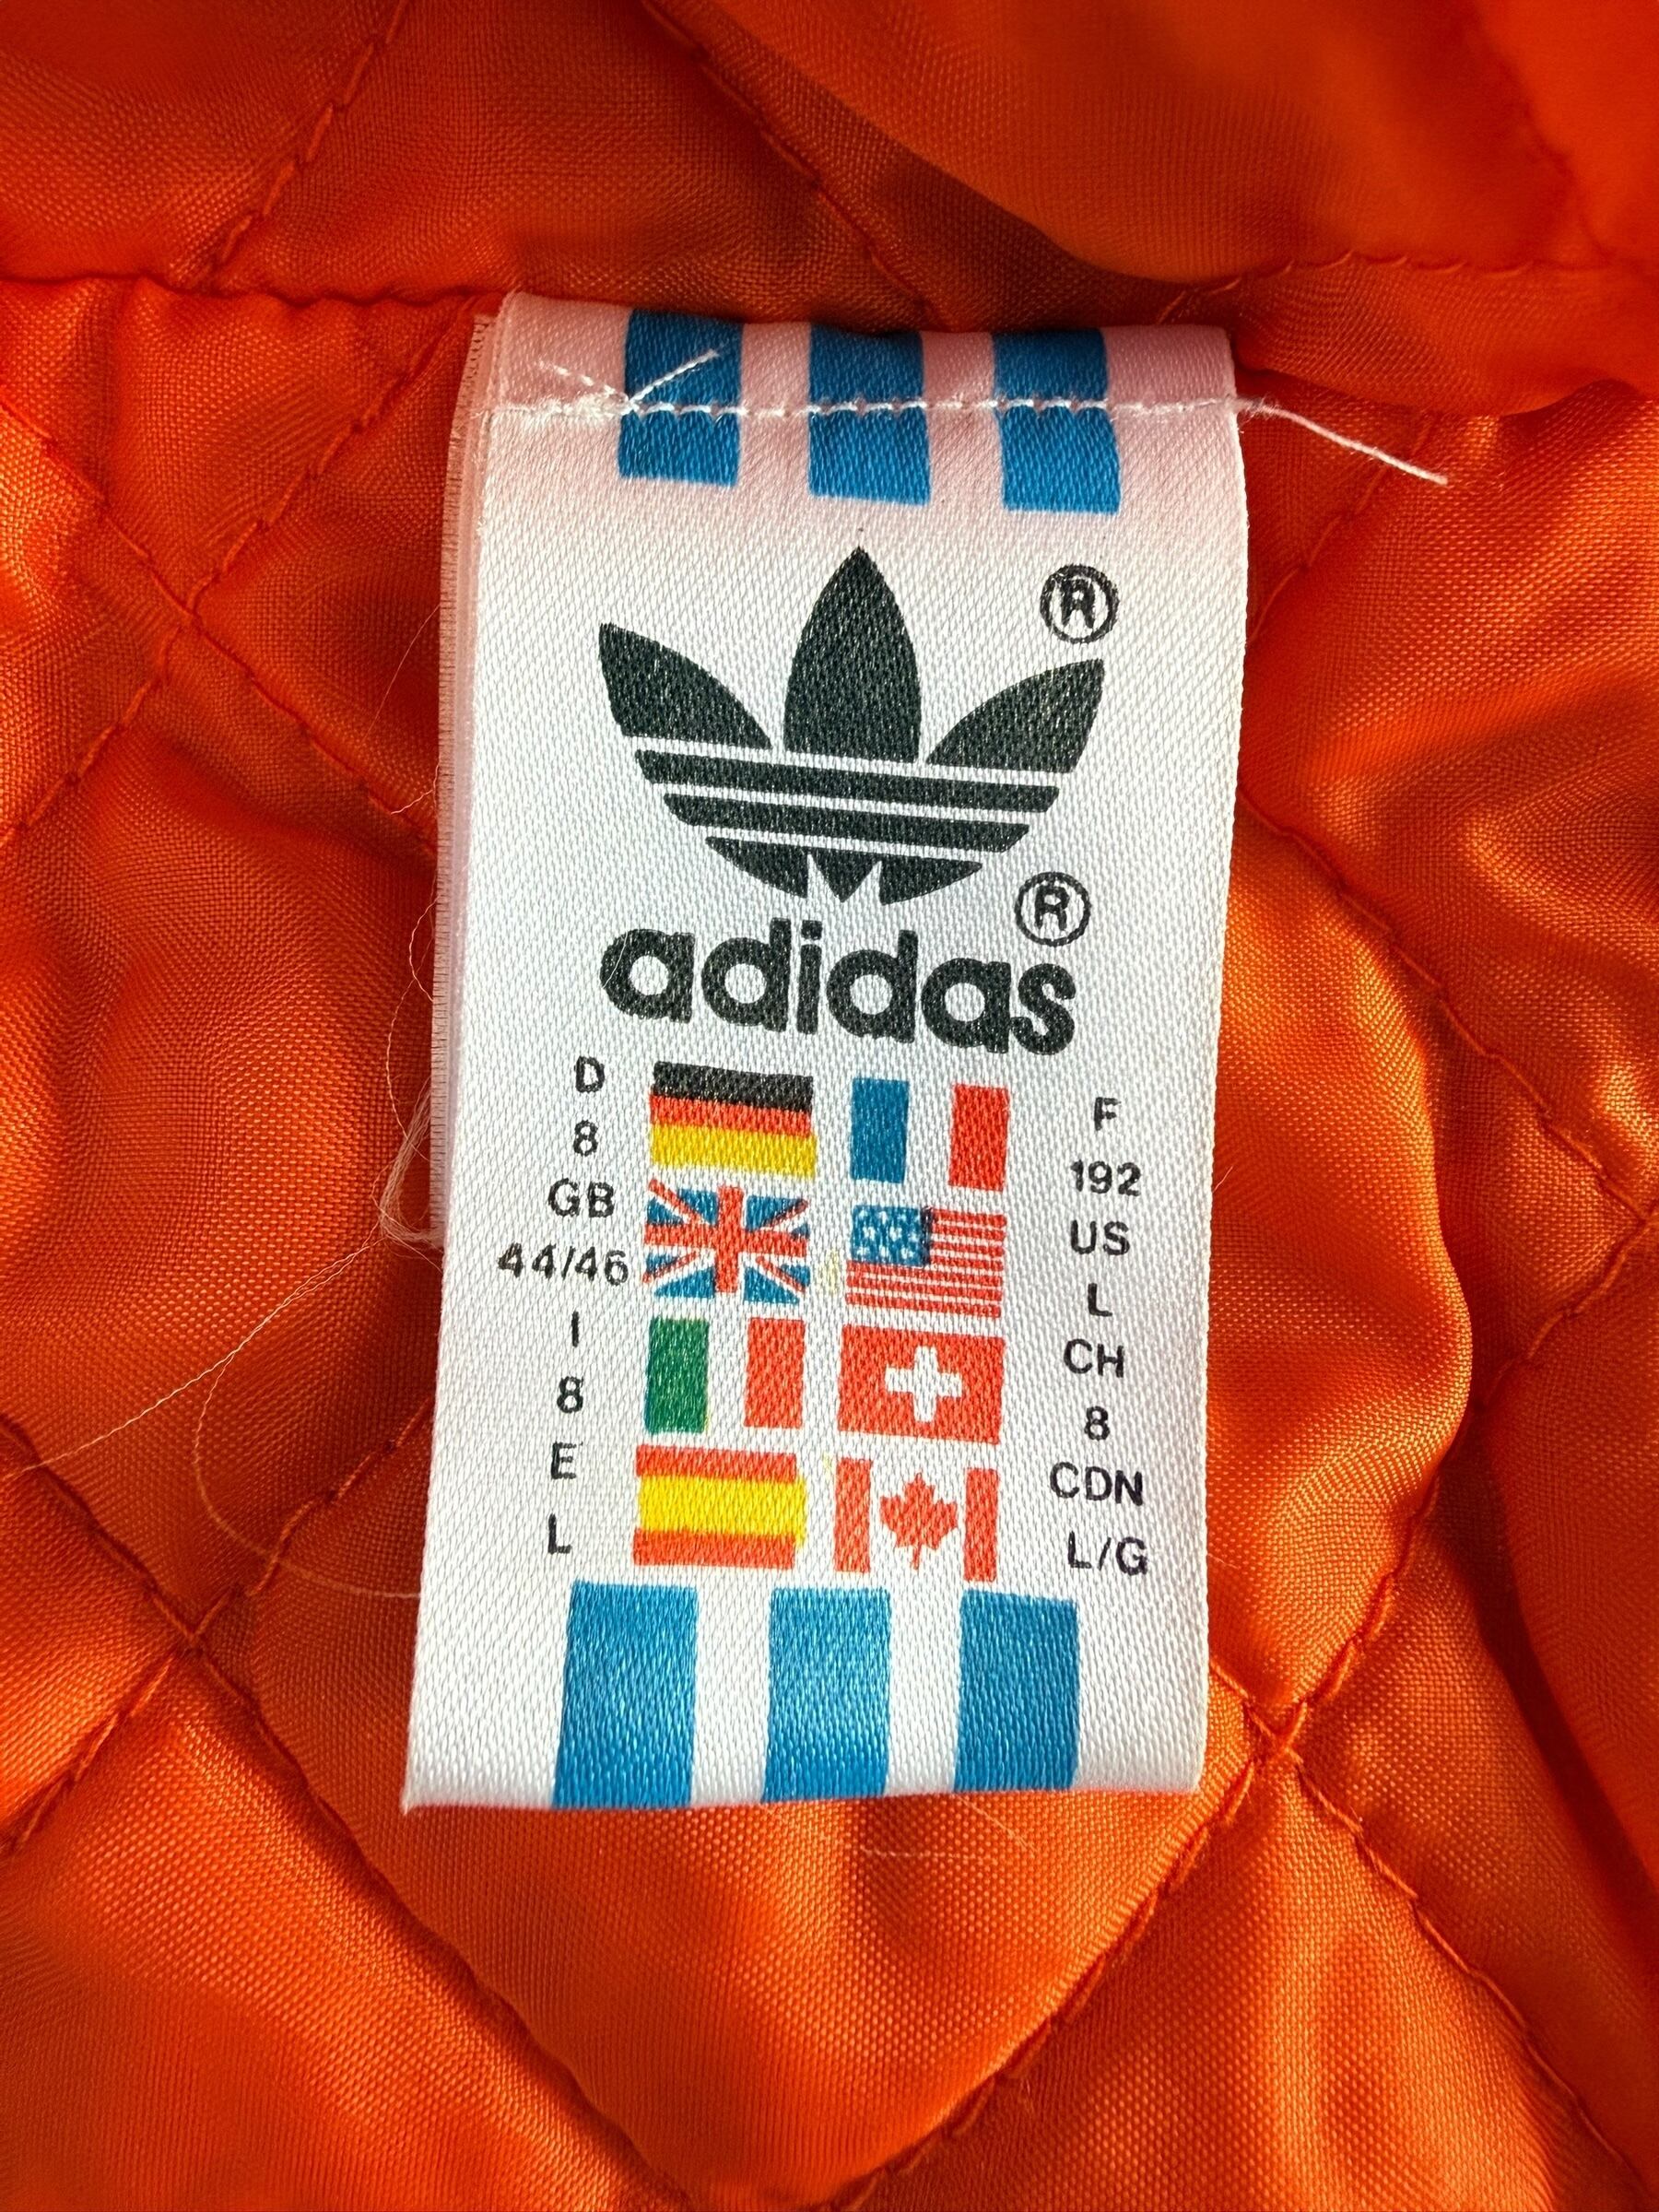 ®
®
adidas
D
8
GB
44/46
I
8
E
L
F
192
US
L
CH
8
CDN
L/G